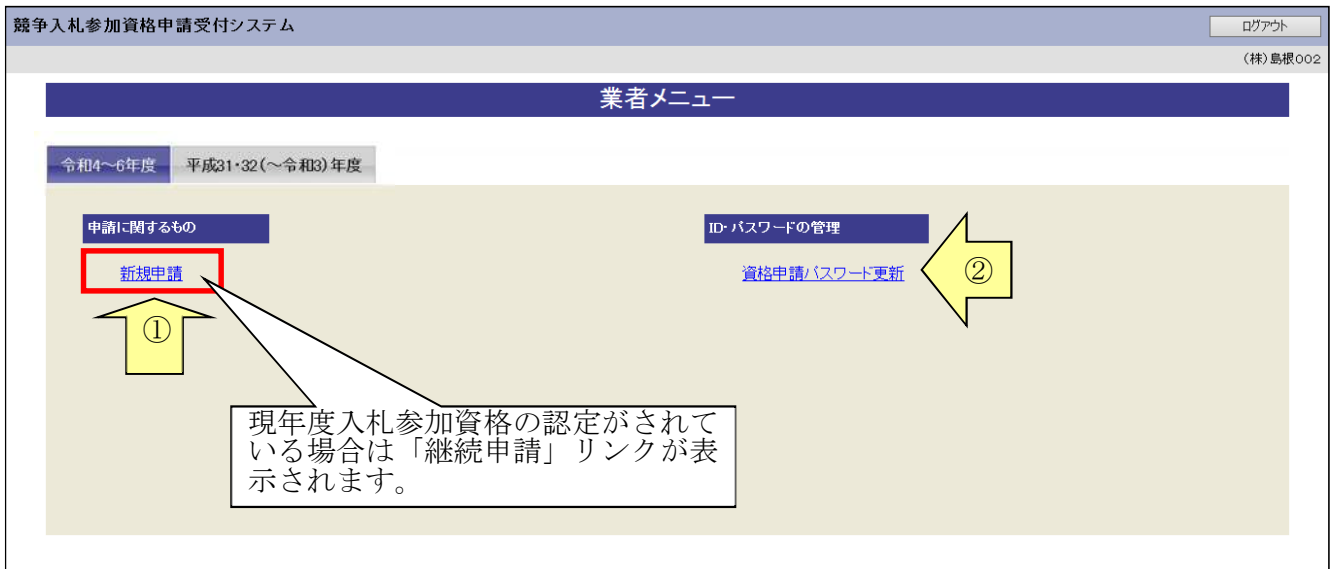 競争入札参加資格申請受付システム
ログアウト
(株)島根002
業者メニュー
令和4～6年度
平成31・32(～令和3)年度
申請に関するもの
ID・パスワードの管理
新規申請
資格申請パスワード更新
②
①
現年度入札参加資格の認定がされて
いる場合は「継続申請」リンクが表
示されます。